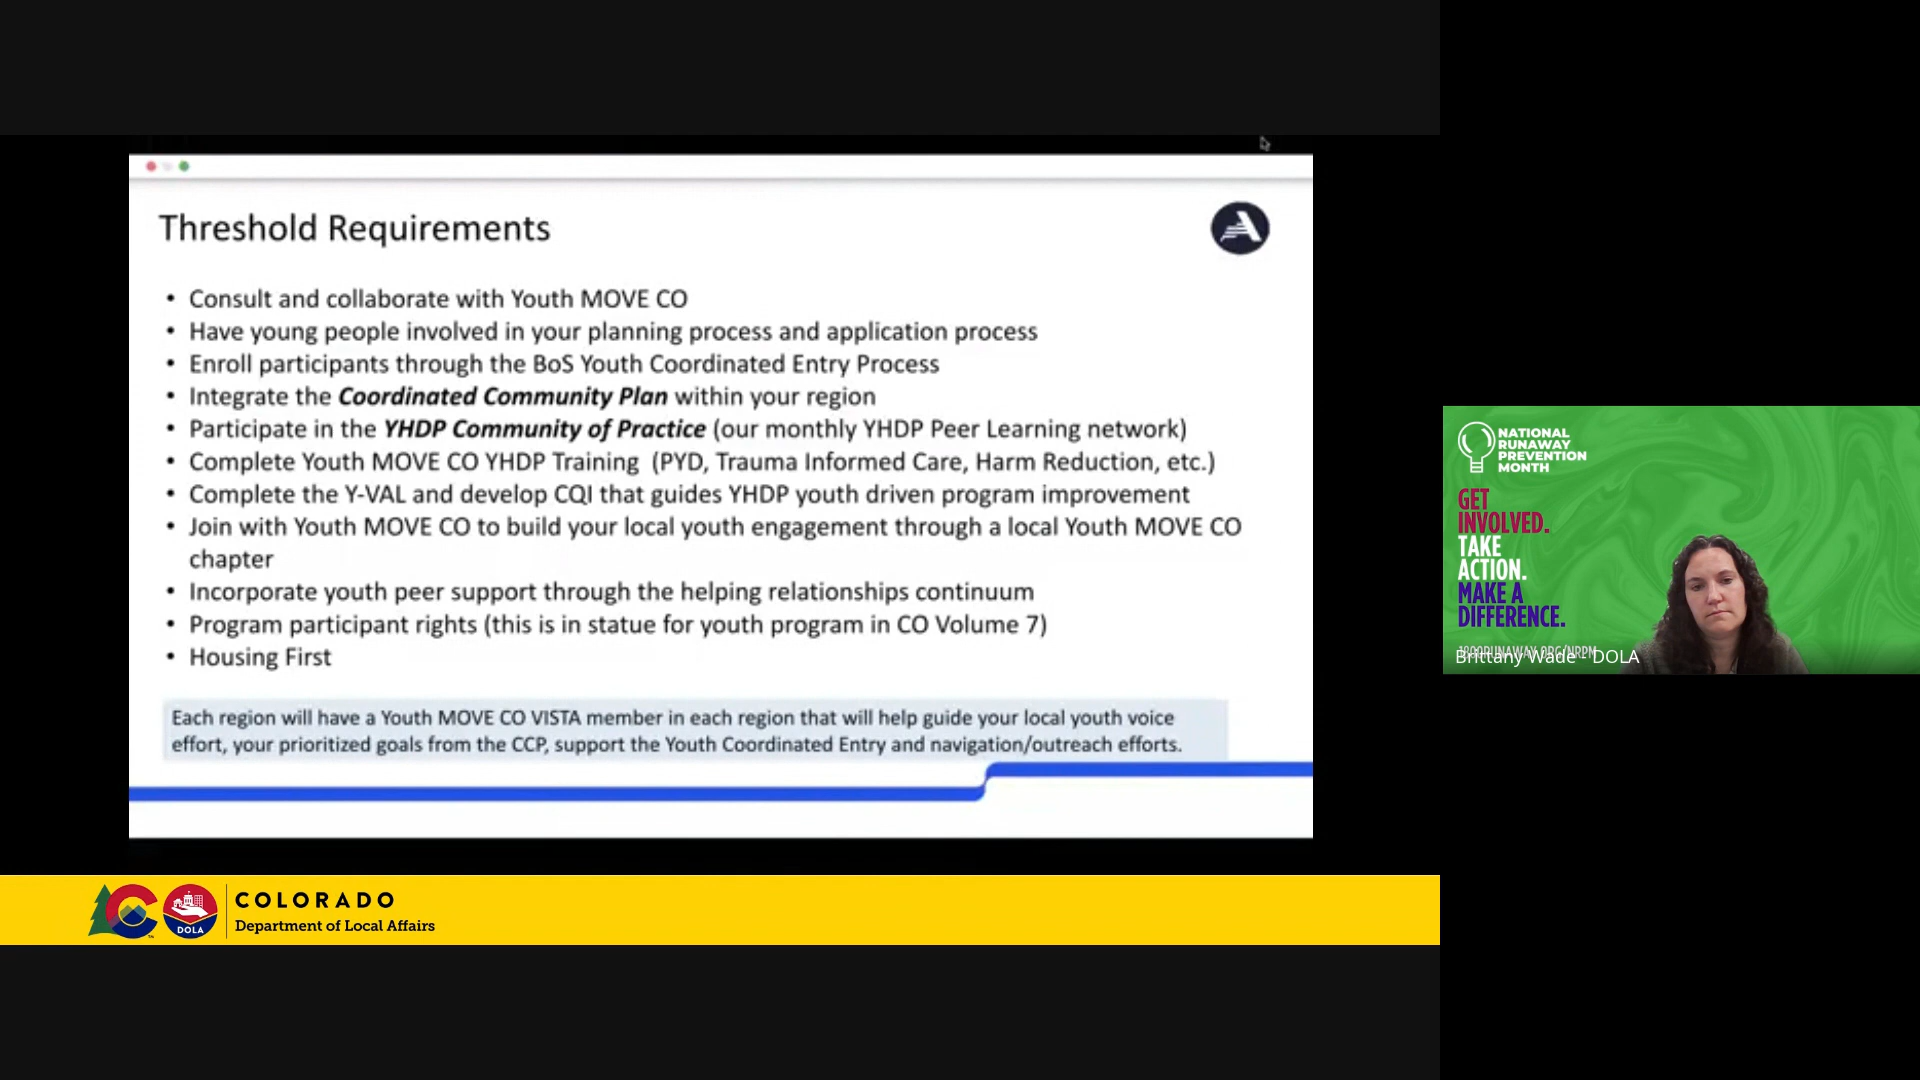 Threshold Requirements
• Consult and collaborate with Youth MOVE CO
• Have young people involved in your planning process and application process
• Enroll participants through the BoS Youth Coordinated Entry Process
• Integrate the Coordinated Community Plan within your region
• Participate in the YHDP Community of Practice (our monthly YHDP Peer Learning network)
• Complete Youth MOVE CO YHDP Training (PYD, Trauma Informed Care, Harm Reduction, etc.)
• Complete the Y-VAL and develop CQI that guides YHDP youth driven program improvement
• Join with Youth MOVE CO to build your local youth engagement through a local Youth MOVE CO
chapter
• Incorporate youth peer support through the helping relationships continuum
• Program participant rights (this is in statue for youth program in CO Volume 7)
• Housing First
Each region will have a Youth MOVE CO VISTA member in each region that will help guide your local youth voice
effort, your prioritized goals from the CCP, support the Youth Coordinated Entry and navigation/outreach efforts.
DOLA
COLORADO
Department of Local Affairs
NATIONAL
RUNAWAY
PREVENTION
MONTH
GET
INVOLVED.
TAKE
ACTION.
MAKE A
DIFFERENCE.
Brittany Wade - DOLA